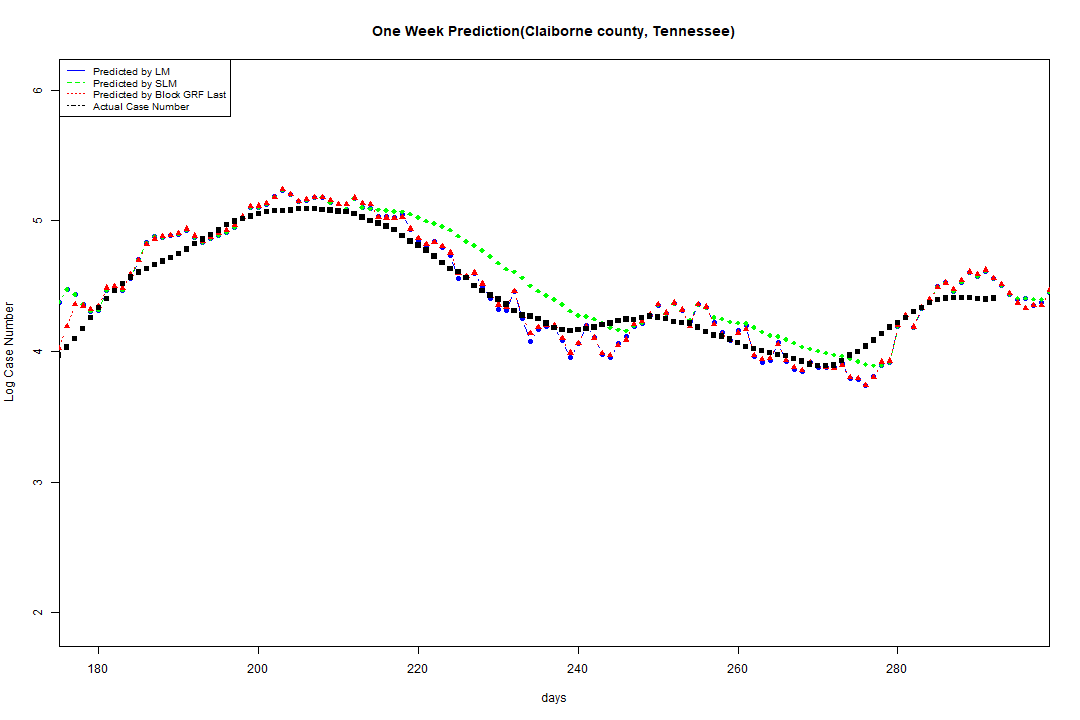 One Week Prediction(Claiborne county, Tennessee)
Predicted by LM
Predicted by SLM
Predicted by Block GRF Last
Actual Case Number
6
5
4
3
2
Log Case Number
180 200 220 240 260 280
days